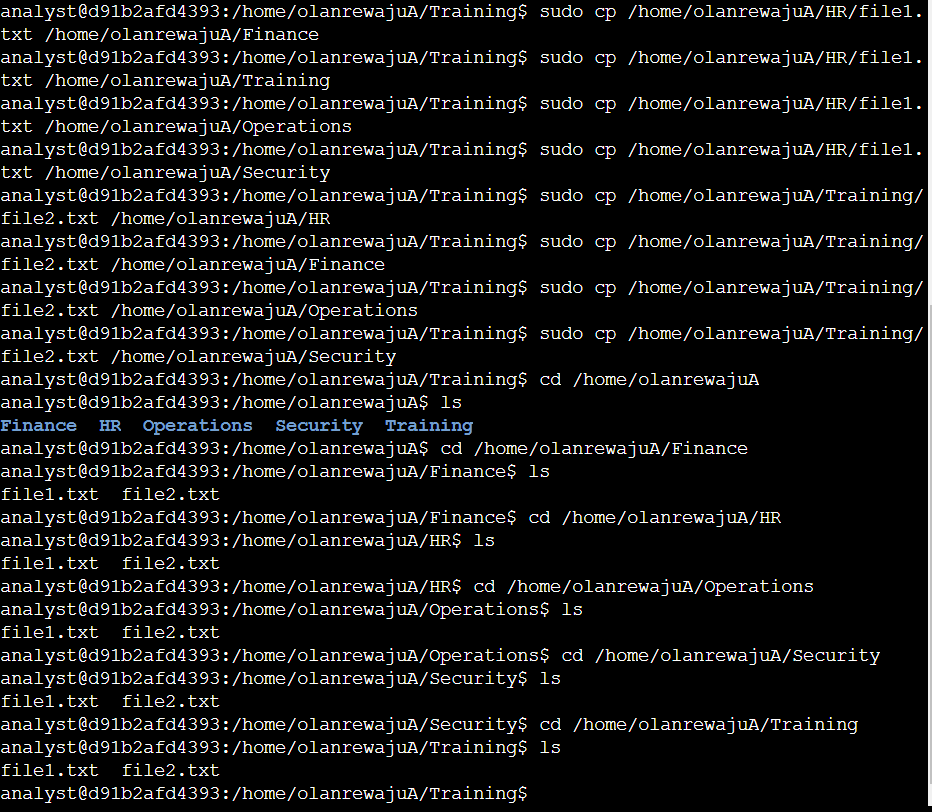 analyst@d91b2afd4393:/home/olanrewajuA/Training$ sudo cp /home/olanrewajuA/HR/file1.
txt /home/olanrewajuA/Finance
analyst@d91b2afd4393:/home/olanrewajuA/Training$ sudo cp /home/olanrewajuA/HR/file1.
txt /home/olanrewajuA/Training
analyst@d91b2afd4393:/home/olanrewajuA/Training$ sudo cp /home/olanrewajuA/HR/file1.
txt /home/olanrewajuA/Operations
analyst@d91b2afd4393:/home/olanrewajuA/Training$ sudo cp /home/olanrewajuA/HR/file1.
txt /home/olanrewajuA/Security
analyst@d91b2afd4393:/home/olanrewajuA/Training$ sudo cp /home/olanrewajuA/Training/
file2.txt /home/olanrewajuA/HR
analyst@d91b2afd4393:/home/olanrewajuA/Training$ sudo cp /home/olanrewajuA/Training/
file2.txt /home/olanrewajuA/Finance
analyst@d91b2afd4393:/home/olanrewajuA/Training$ sudo cp /home/olanrewajuA/Training/
file2.txt /home/olanrewajuA/Operations
analyst@d91b2afd4393:/home/olanrewajuA/Training$ sudo cp /home/olanrewajuA/Training/
file2.txt /home/olanrewajuA/Security
analyst@d91b2afd4393:/home/olanrewajuA/Training$ cd /home/olanrewajuA
analyst@d91b2afd4393:/home/olanrewajuA$ ls
Finance  HR  Operations  Security  Training
analyst@d91b2afd4393:/home/olanrewajuA$ cd /home/olanrewajuA/Finance
analyst@d91b2afd4393:/home/olanrewajuA/Finance$ ls
file1.txt  file2.txt
analyst@d91b2afd4393:/home/olanrewajuA/Finance$ cd /home/olanrewajuA/HR
analyst@d91b2afd4393:/home/olanrewajuA/HR$ ls
file1.txt  file2.txt
analyst@d91b2afd4393:/home/olanrewajuA/HR$ cd /home/olanrewajuA/Operations
analyst@d91b2afd4393:/home/olanrewajuA/Operations$ ls
file1.txt  file2.txt
analyst@d91b2afd4393:/home/olanrewajuA/Operations$ cd /home/olanrewajuA/Security
analyst@d91b2afd4393:/home/olanrewajuA/Security$ ls
file1.txt  file2.txt
analyst@d91b2afd4393:/home/olanrewajuA/Security$ cd /home/olanrewajuA/Training
analyst@d91b2afd4393:/home/olanrewajuA/Training$ ls
file1.txt  file2.txt
analyst@d91b2afd4393:/home/olanrewajuA/Training$